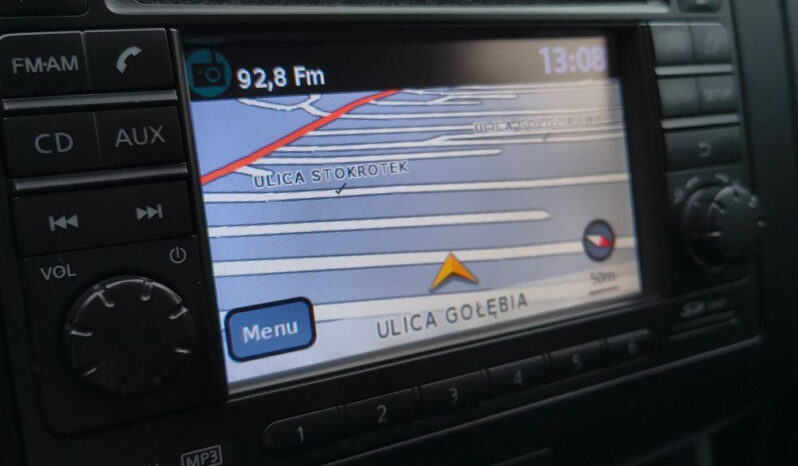 FM·AM
92,8 Fm
13:08
CD
AUX
ULICA STOKROTEK
VOL
50m
Menu
ULICA GOŁĘBIA
1 2 3 4 5 6
MP3